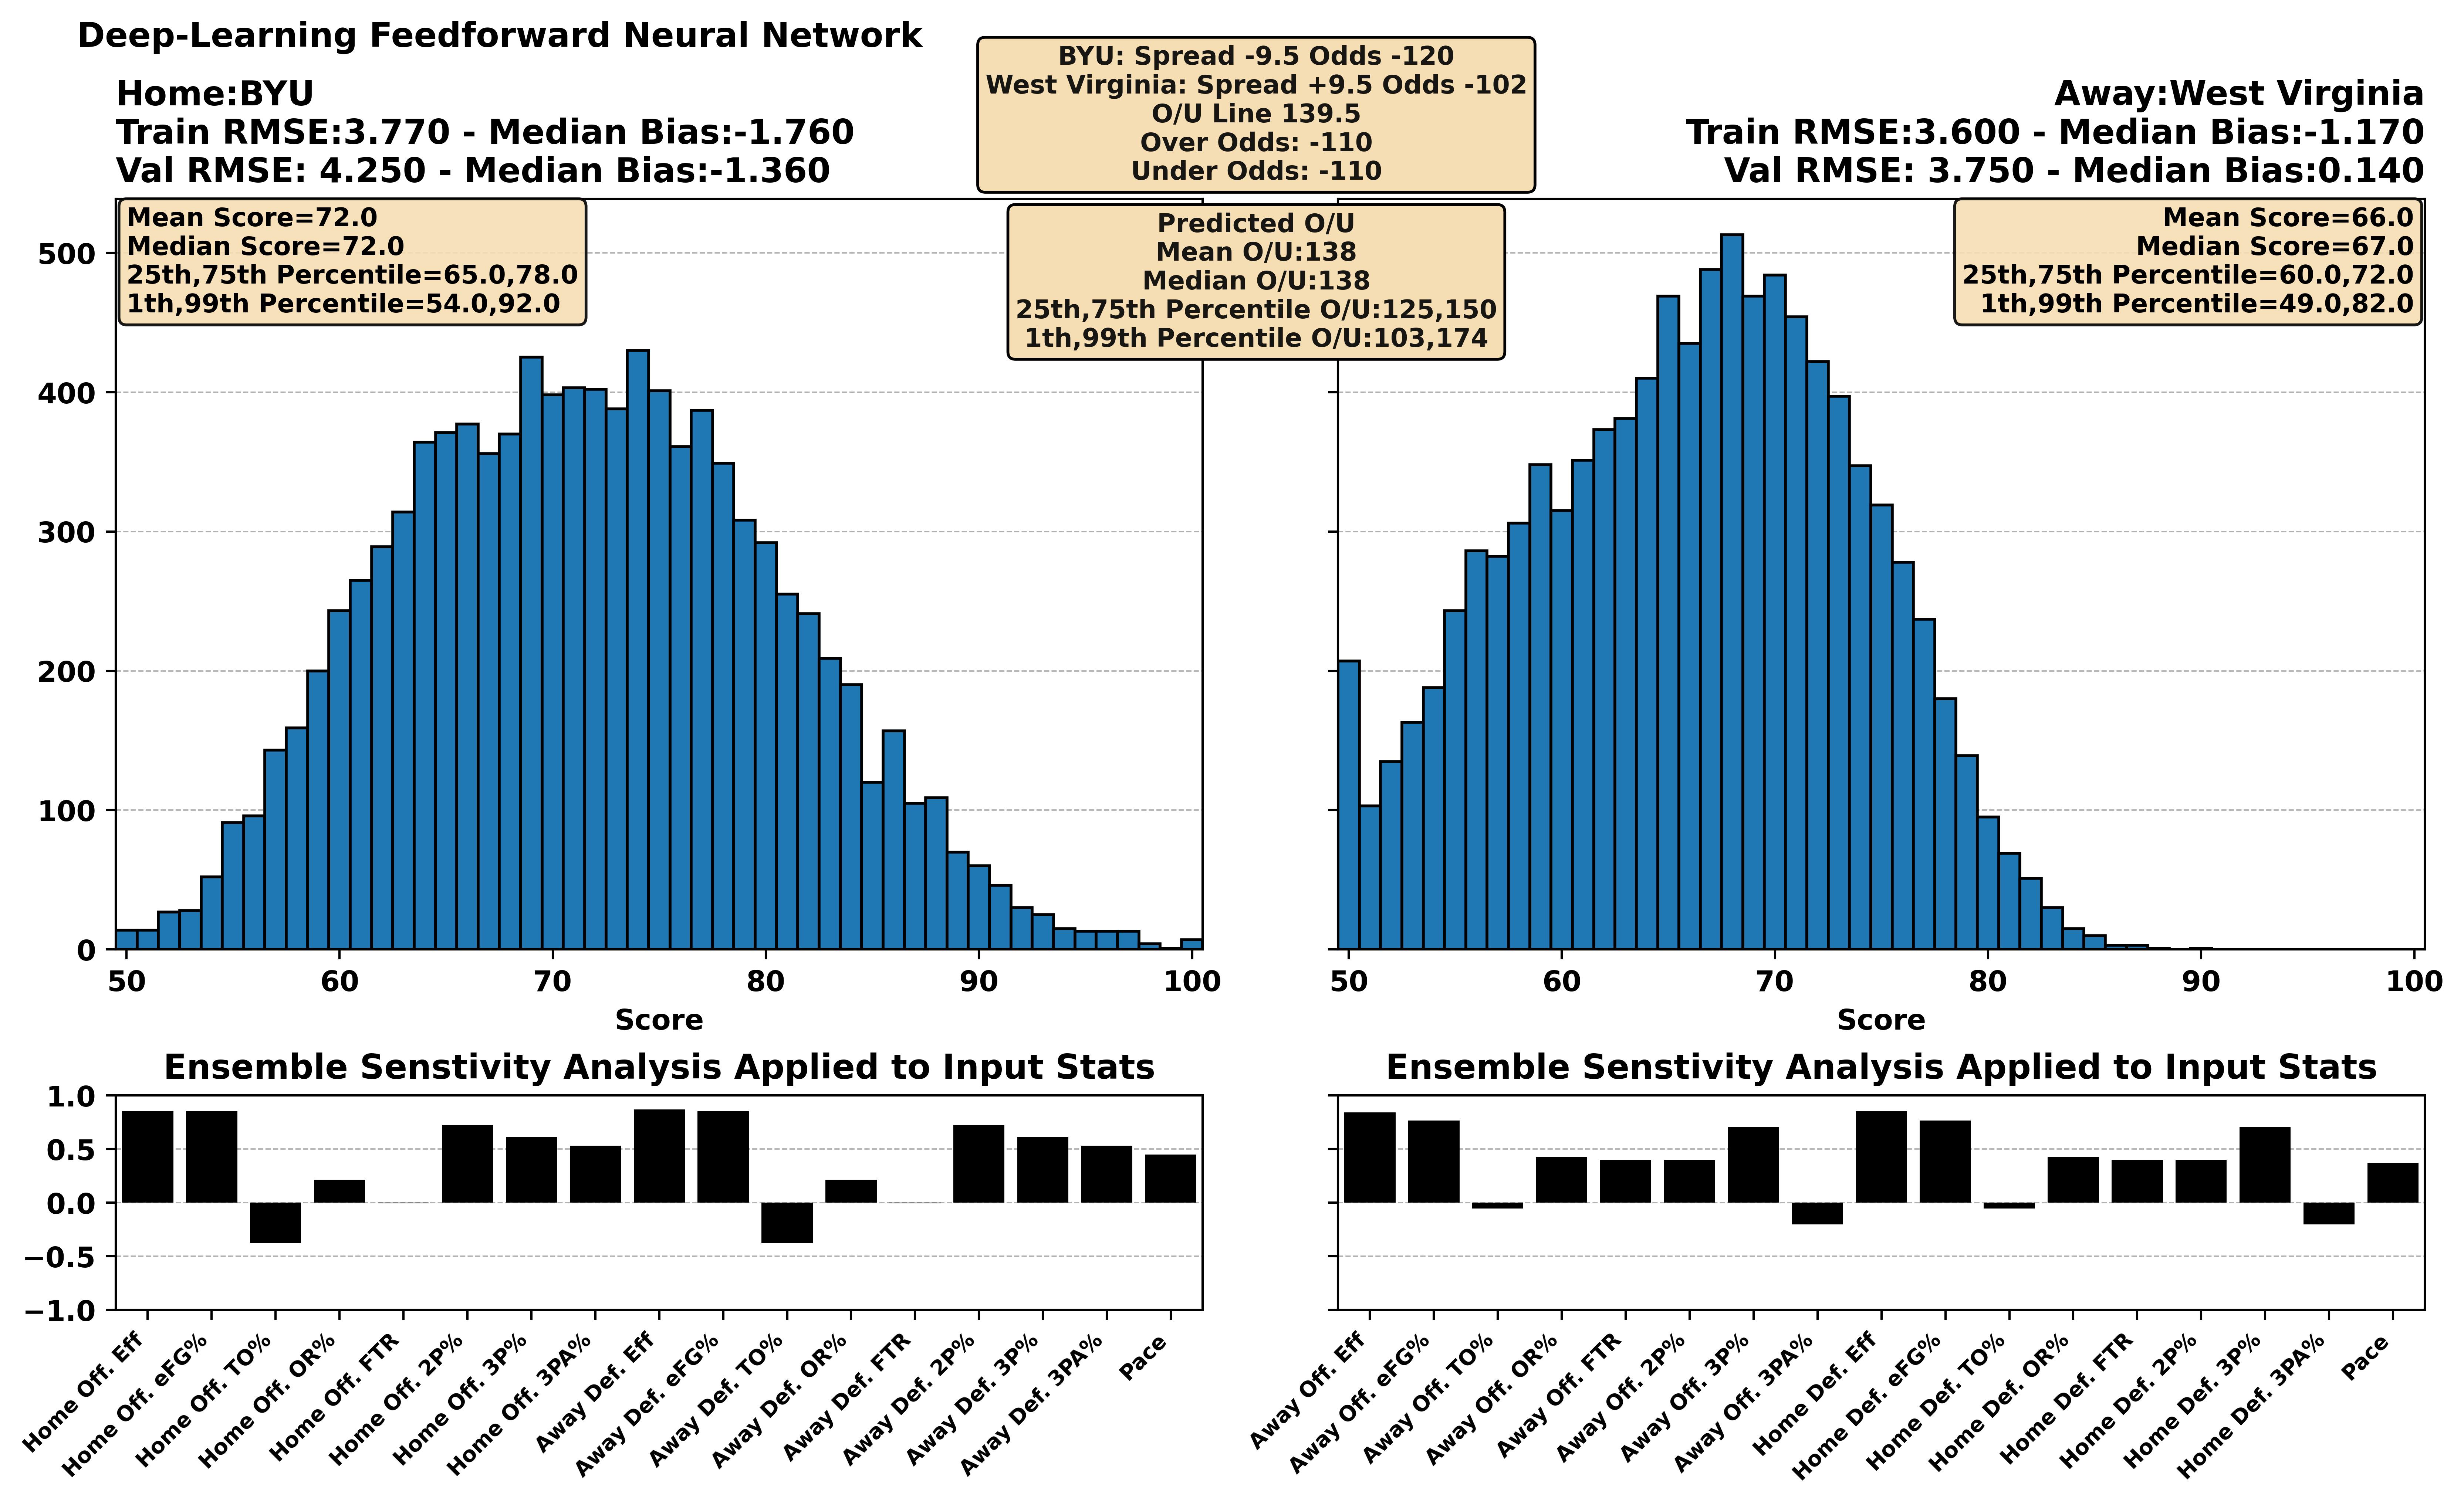 Deep-Learning Feedforward Neural Network
Home:BYU
Train RMSE:3.770 - Median Bias:-1.760
Val RMSE: 4.250 - Median Bias:-1.360
BYU: Spread -9.5 Odds -120
West Virginia: Spread +9.5 Odds -102
O/U Line 139.5
Over Odds: -110
Under Odds: -110
Away:West Virginia
Train RMSE:3.600 - Median Bias:-1.170
Val RMSE: 3.750 - Median Bias:0.140
Mean Score=72.0
Median Score=72.0
25th,75th Percentile=65.0,78.0
1th,99th Percentile=54.0,92.0
Predicted O/U
Mean O/U:138
Median O/U:138
25th,75th Percentile O/U:125,150
1th,99th Percentile O/U:103,174
Mean Score=66.0
Median Score=67.0
25th,75th Percentile=60.0,72.0
1th,99th Percentile=49.0,82.0
500
400
300
200
100
0
50 60 70 80 90 100
Score
50 60 70 80 90 100
Score
Ensemble Senstivity Analysis Applied to Input Stats
1.0
0.5
0.0
−0.5
−1.0
Home Off. Eff
Home Off. eFG%
Home Off. TO%
Home Off. OR%
Home Off. FTR
Home Off. 2P%
Home Off. 3P%
Home Off. 3PA%
Away Def. Eff
Away Def. eFG%
Away Def. TO%
Away Def. OR%
Away Def. FTR
Away Def. 2P%
Away Def. 3P%
Away Def. 3PA%
Pace
Ensemble Senstivity Analysis Applied to Input Stats
Away Off. Eff
Away Off. eFG%
Away Off. TO%
Away Off. OR%
Away Off. FTR
Away Off. 2P%
Away Off. 3P%
Away Off. 3PA%
Home Def. Eff
Home Def. eFG%
Home Def. TO%
Home Def. OR%
Home Def. FTR
Home Def. 2P%
Home Def. 3P%
Home Def. 3PA%
Pace